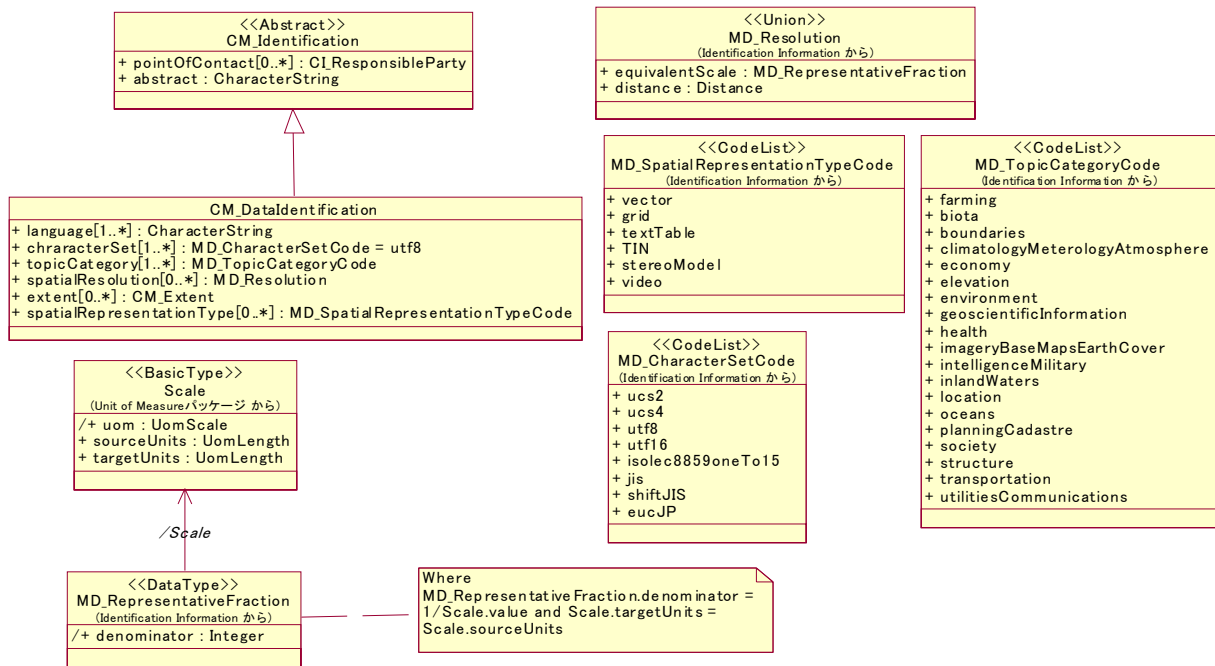 <<Abstract>>
CM_Identification
+ pointOfContact[0..*] : CI_ResponsibleParty
+ abstract : CharacterString
<<Union>>
MD_Resolution
(Identification Information から)
+ equivalentScale : MD_RepresentativeFraction
+ distance : Distance
CM_DataIdentification
+ language[1..*] : CharacterString
+ chraracterSet[1..*] : MD_CharacterSetCode = utf8
+ topicCategory[1..*] : MD_TopicCategoryCode
+ spatialResolution[0..*] : MD_Resolution
+ extent[0..*] : CM_Extent
+ spatialRepresentationType[0..*] : MD_SpatialRepresentationTypeCode
<<CodeList>>
MD_SpatialRepresentationTypeCode
(Identification Information から)
+ vector
+ grid
+ textTable
+ TIN
+ stereoModel
+ video
<<CodeList>>
MD_TopicCategoryCode
(Identification Information から)
+ farming
+ biota
+ boundaries
+ climatologyMeterologyAtmosphere
+ economy
+ elevation
+ environment
+ geoscientificInformation
+ health
+ imageryBaseMapsEarthCover
+ intelligenceMilitary
+ inlandWaters
+ location
+ oceans
+ planningCadastre
+ society
+ structure
+ transportation
+ utilitiesCommunications
<<BasicType>>
Scale
(Unit of Measureパッケージ から)
/+ uom : UomScale
+ sourceUnits : UomLength
+ targetUnits : UomLength
<<CodeList>>
MD_CharacterSetCode
(Identification Information から)
+ ucs2
+ ucs4
+ utf8
+ utf16
+ isolec8859oneTo15
+ jis
+ shiftJIS
+ eucJP
/Scale
<<DataType>>
MD_RepresentativeFraction
(Identification Information から)
/+ denominator : Integer
Where
MD_RepresentativeFraction.denominator =
1/Scale.value and Scale.targetUnits =
Scale.sourceUnits